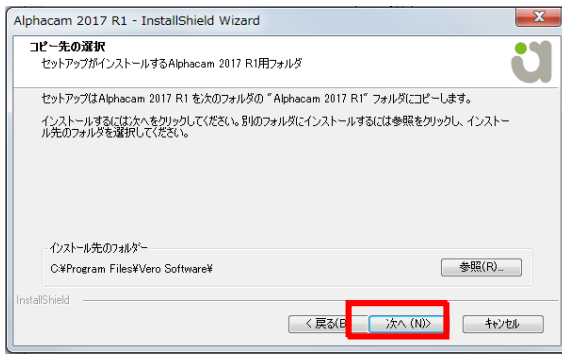 Alphacam 2017 R1 - InstallShield Wizard
コピー先の選択
セットアップがインストールするAlphacam 2017 R1用フォルダ
セットアップはAlphacam 2017 R1 を次のフォルダの "Alphacam 2017 R1" フォルダにコピーします。
インストールするには次へをクリックしてください。別のフォルダにインストールするには参照をクリックし、インストー
ル先のフォルダを選択してください。
インストール先のフォルダー
C:¥Program Files¥Vero Software¥
参照(R)...
InstallShield
< 戻る(B
次へ (N)>
キャンセル